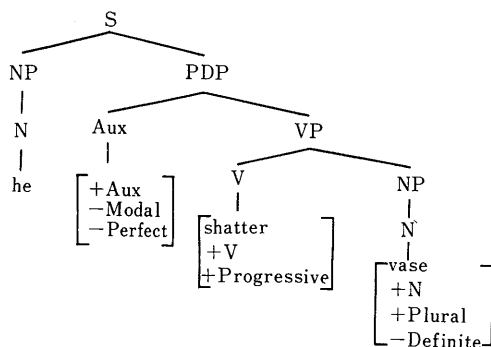 S
NP PDP
N Aux VP
he
+Aux
−Modal
−Perfect
V NP
shatter
+V
+Progressive
N
vase
+N
+Plural
−Definite